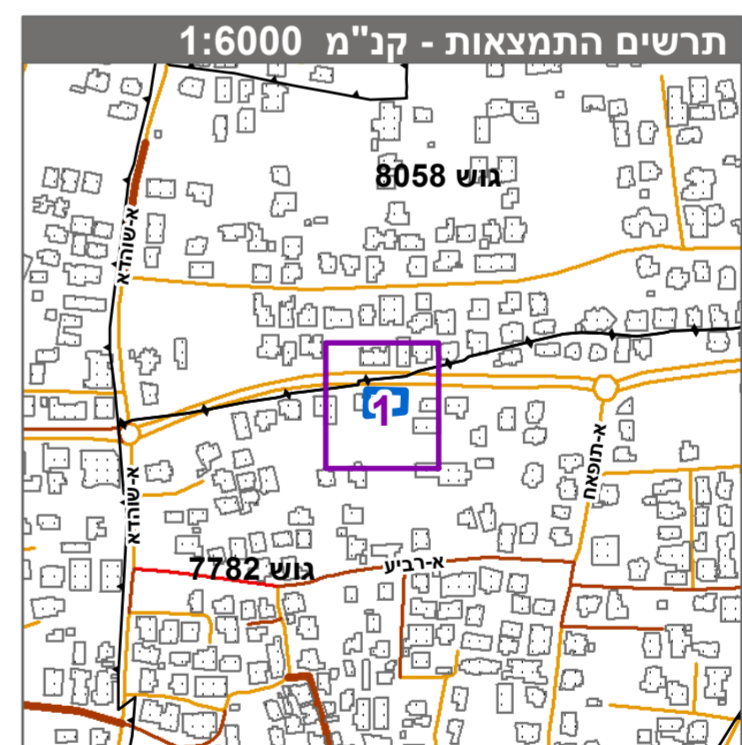 תרשים התמצאות - קנ"מ 1:6000
גוש 8058
א-שוהדא
1
א-תופאח
א-שוהדא
גוש 7782
א-רביע